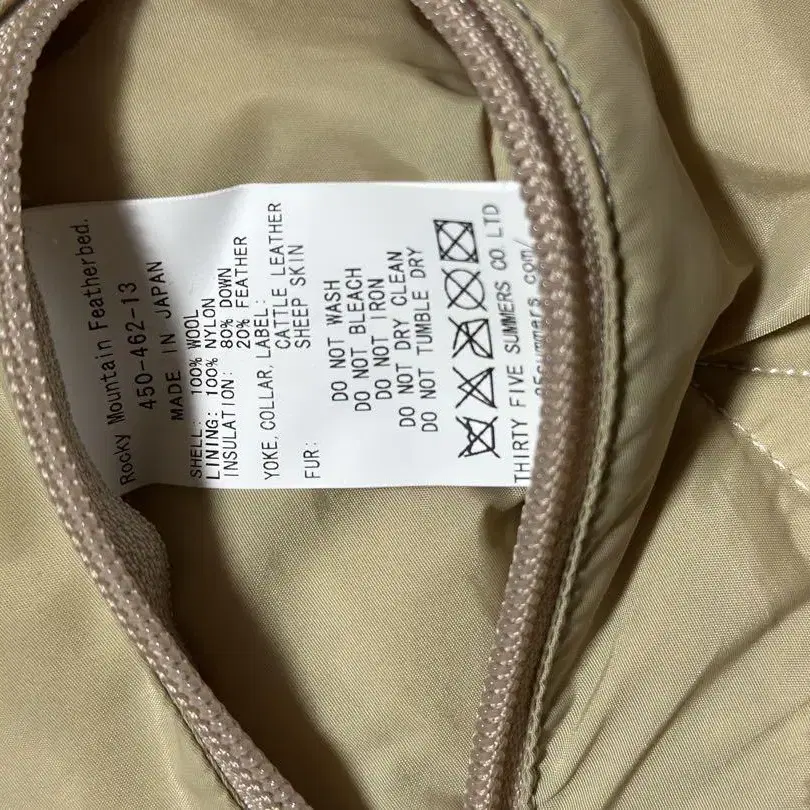 Rocky Mountain Featherbed.
450-462-13
MADE IN JAPAN
SHELL: 100% WOOL
LINING: 100% NYLON
INSULATION: 80% DOWN
20% FEATHER
YOKE, COLLAR, LABEL:
CATTLE LEATHER
FUR: SHEEP SKIN
DO NOT WASH
DO NOT BLEACH
DO NOT IRON
DO NOT DRY CLEAN
DO NOT TUMBLE DRY
THIRTY FIVE SUMMERS CO. LTD